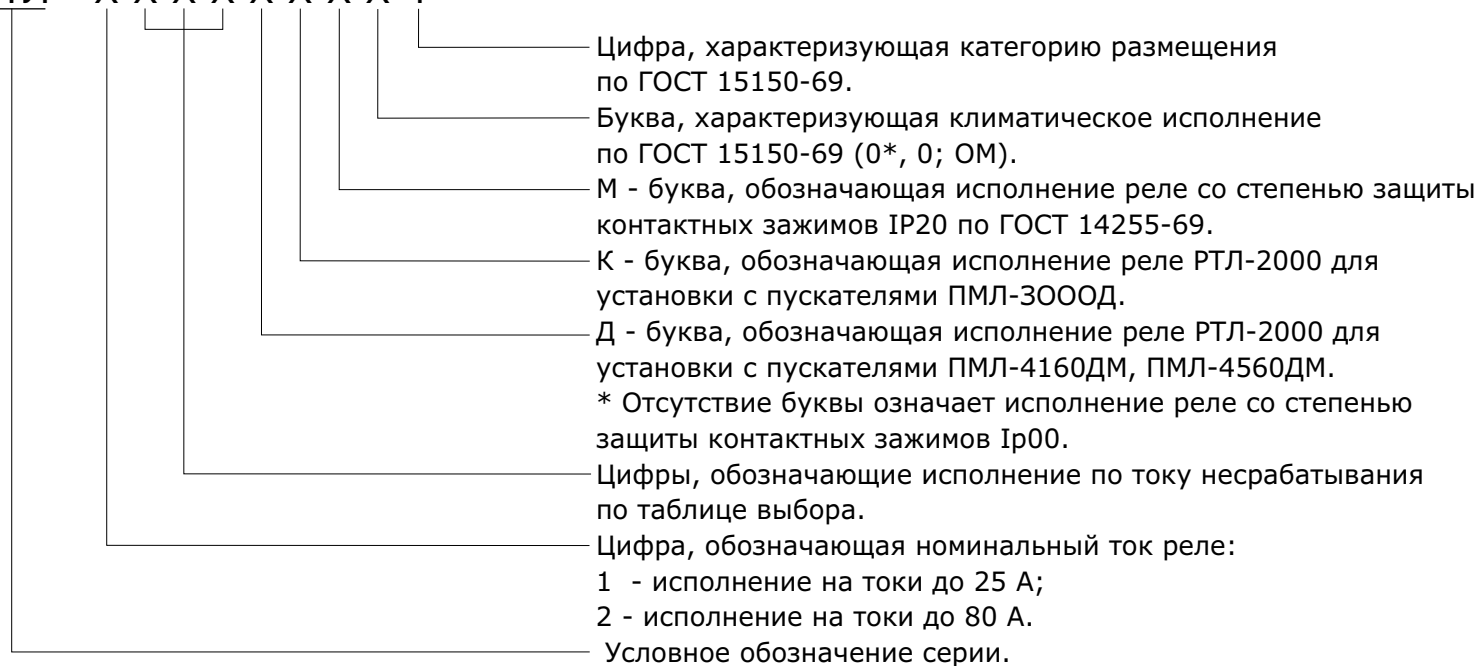 Цифра, характеризующая категорию размещения
по ГОСТ 15150-69.
Буква, характеризующая климатическое исполнение
по ГОСТ 15150-69 (0*, 0; ОМ).
М - буква, обозначающая исполнение реле со степенью защиты
контактных зажимов IP20 по ГОСТ 14255-69.
К - буква, обозначающая исполнение реле РТЛ-2000 для
установки с пускателями ПМЛ-ЗОООД.
Д - буква, обозначающая исполнение реле РТЛ-2000 для
установки с пускателями ПМЛ-4160ДМ, ПМЛ-4560ДМ.
* Отсутствие буквы означает исполнение реле со степенью
защиты контактных зажимов Ip00.
Цифры, обозначающие исполнение по току несрабатывания
по таблице выбора.
Цифра, обозначающая номинальный ток реле:
1 - исполнение на токи до 25 А;
2 - исполнение на токи до 80 А.
Условное обозначение серии.